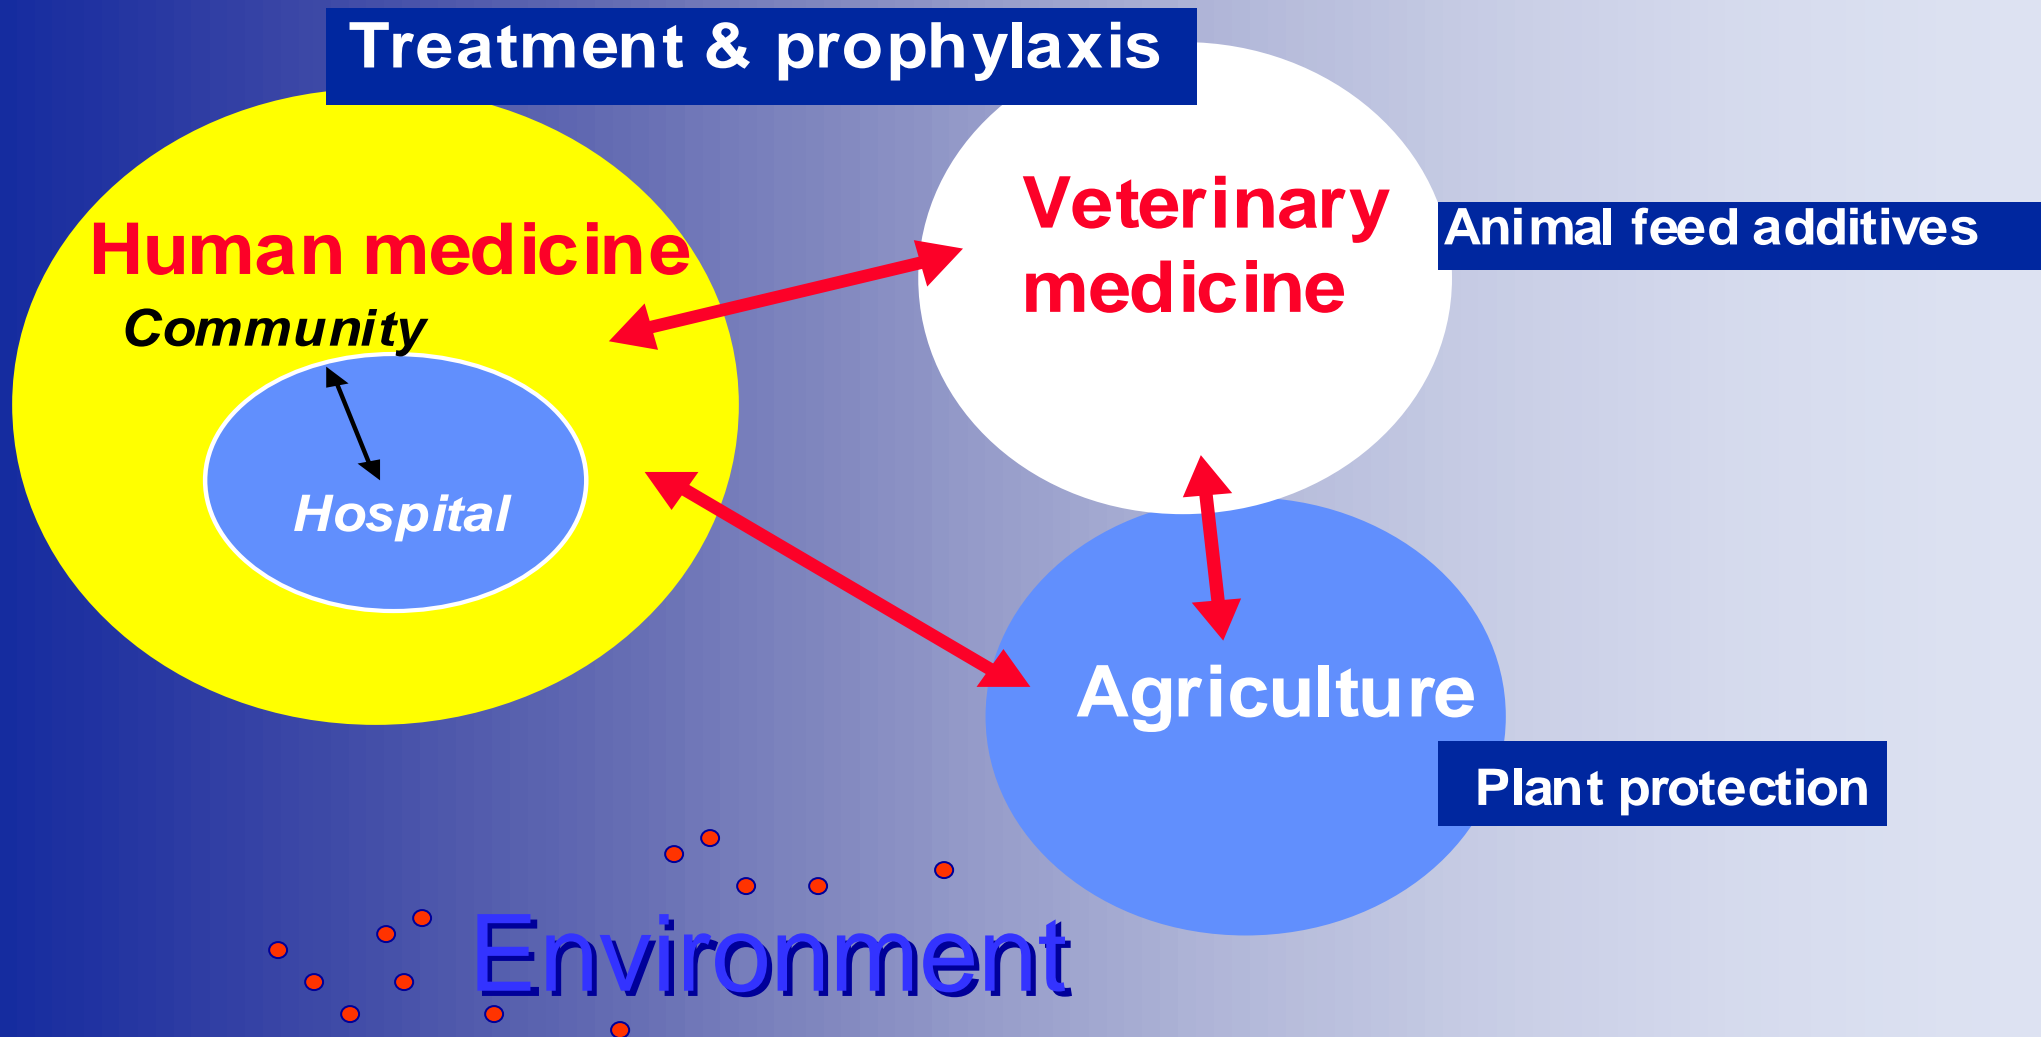 Treatment & prophylaxis
Human medicine
Community
Hospital
Veterinary
medicine
Animal feed additives
Agriculture
Plant protection
Environment